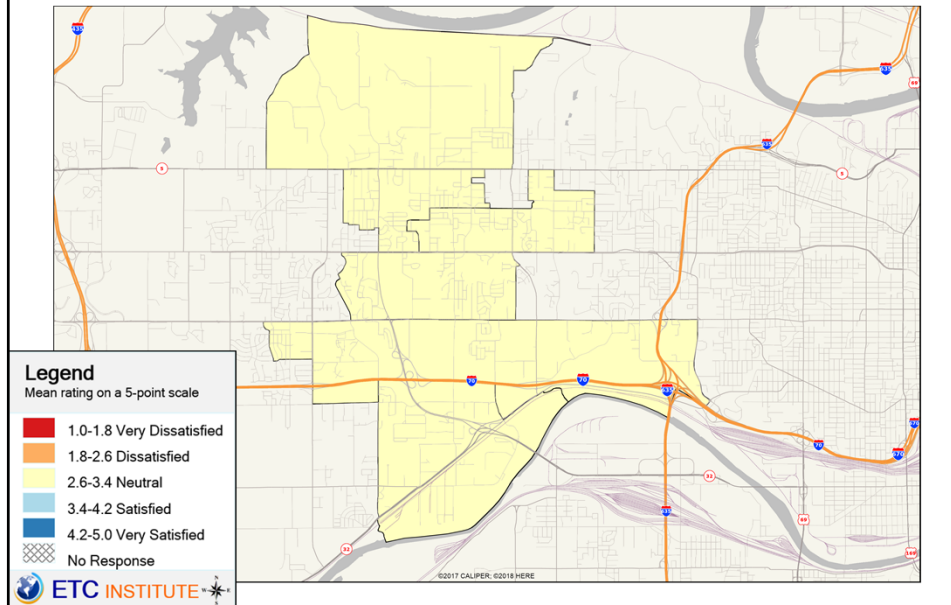 435
635
69
635
5
5
70
70
635
70
670
32
635
69
169
32
Legend
Mean rating on a 5-point scale
1.0-1.8 Very Dissatisfied
1.8-2.6 Dissatisfied
2.6-3.4 Neutral
3.4-4.2 Satisfied
4.2-5.0 Very Satisfied
No Response
ETC INSTITUTE
N
W E
S
©2017 CALIPER; ©2018 HERE